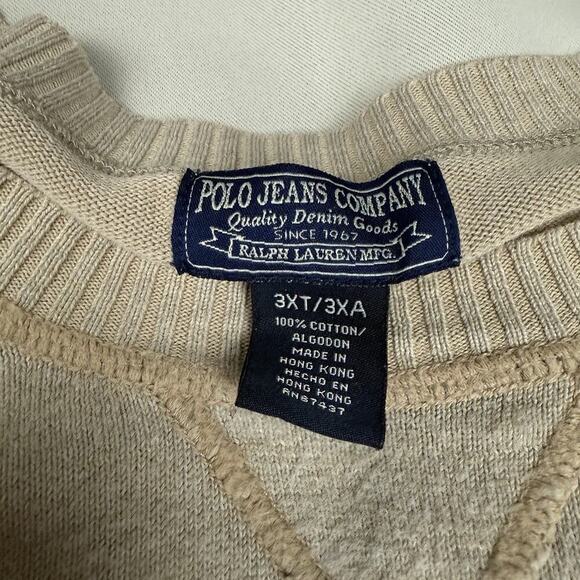 POLO JEANS COMPANY
Quality Denim Goods
SINCE 1967
RALPH LAUREN MFG.
3XT/3XA
100% COTTON/
ALGODON
MADE IN
HONG KONG
HECHO EN
HONG KONG
RN67437